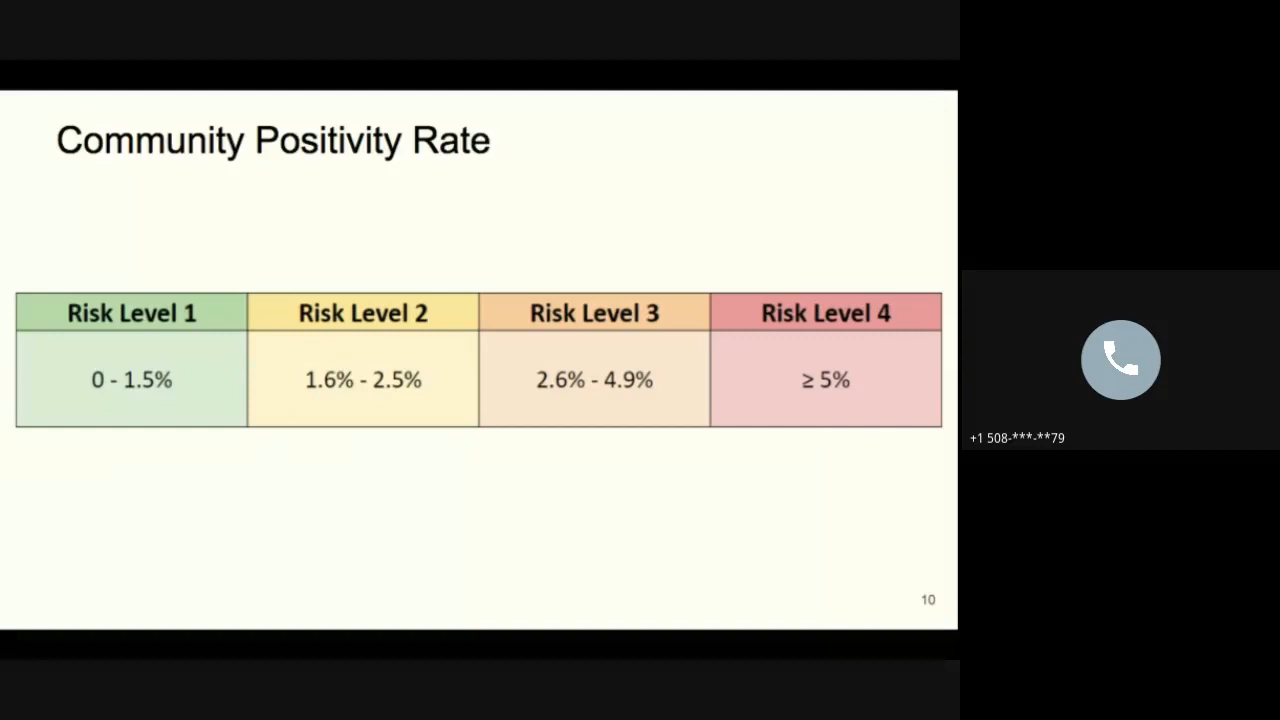 Community Positivity Rate
Risk Level 1 Risk Level 2 Risk Level 3 Risk Level 4
0 - 1.5% 1.6% - 2.5% 2.6% - 4.9% ≥ 5%
+1 508-***-**79
10